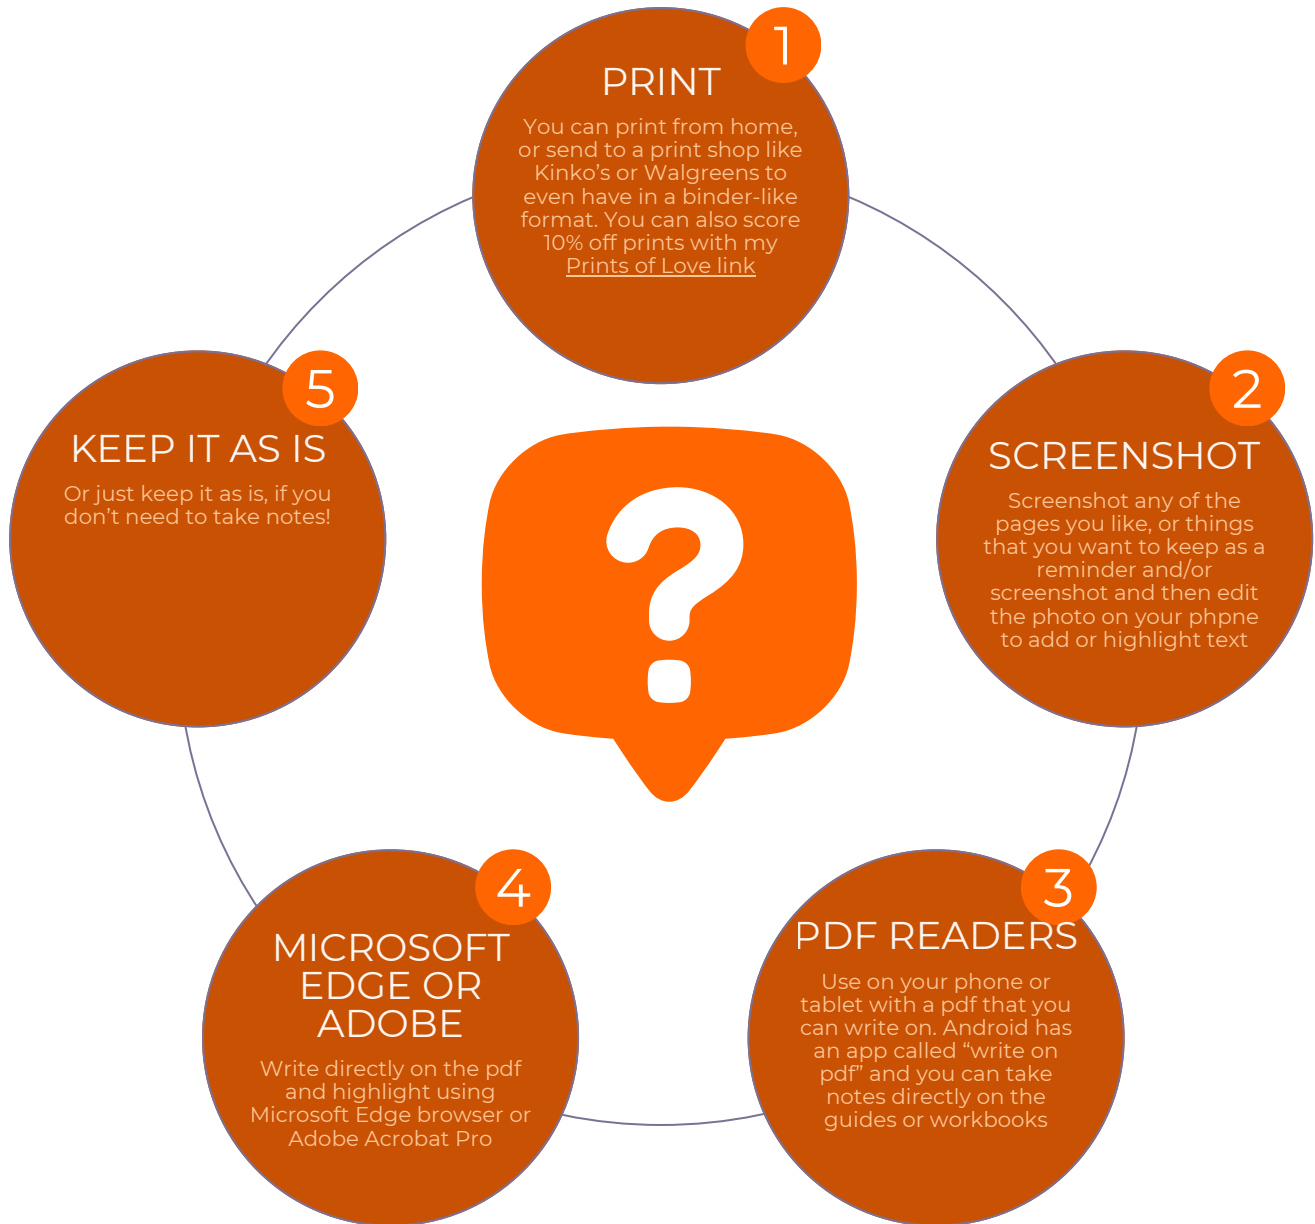 1
PRINT
You can print from home,
or send to a print shop like
Kinko’s or Walgreens to
even have in a binder-like
format. You can also score
10% off prints with my
Prints of Love link
2
SCREENSHOT
Screenshot any of the
pages you like, or things
that you want to keep as a
reminder and/or
screenshot and then edit
the photo on your phpne
to add or highlight text
3
PDF READERS
Use on your phone or
tablet with a pdf that you
can write on. Android has
an app called “write on
pdf” and you can take
notes directly on the
guides or workbooks
4
MICROSOFT
EDGE OR
ADOBE
Write directly on the pdf
and highlight using
Microsoft Edge browser or
Adobe Acrobat Pro
5
KEEP IT AS IS
Or just keep it as is, if you
don’t need to take notes!
?